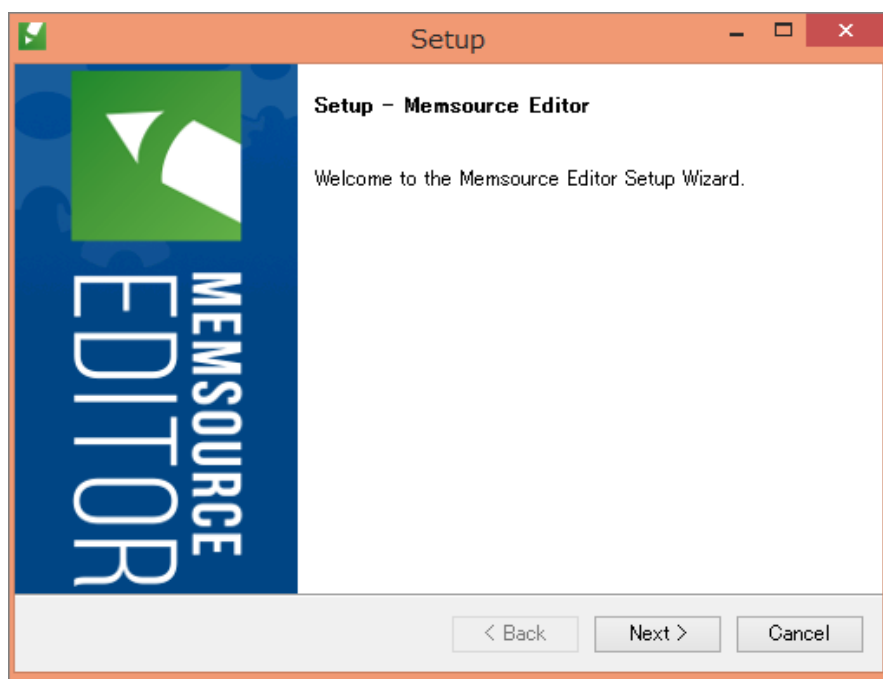 Setup
Setup - Memsource Editor
Welcome to the Memsource Editor Setup Wizard.
MEMSOURCE
EDITOR
< Back
Next >
Cancel